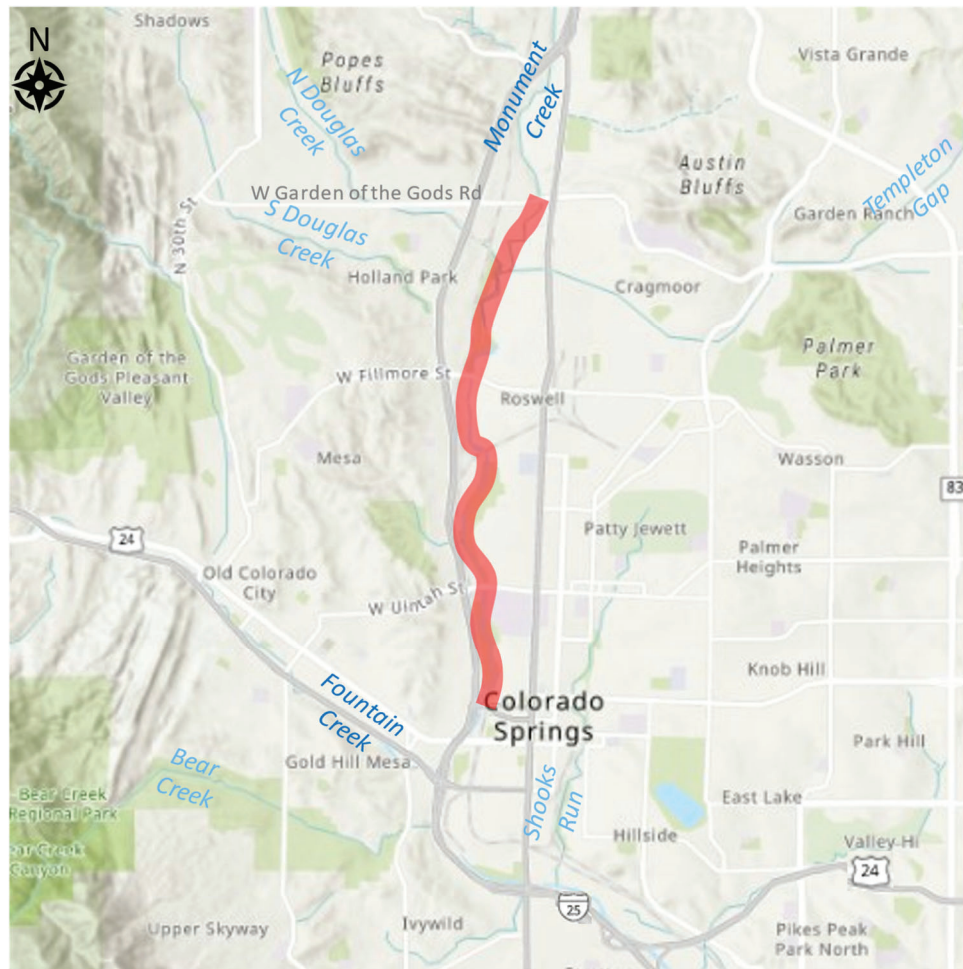 Shadows
N
Popes
Bluffs
Monument
Creek
Vista Grande
N Douglas
Creek
Austin
Bluffs
Templeton
Gap
W Garden of the Gods Rd
Garden Ranch
S Douglas
Creek
N 30th St
Holland Park
Cragmoor
Garden of the
Gods Pleasant
Valley
Palmer
Park
W Fillmore St
Roswell
Mesa
Wasson
83
24
Patty Jewett
Palmer
Heights
Old Colorado
City
W Uintah St
Knob Hill
Fountain
Creek
Colorado
Springs
Park Hill
Bear
Creek
Gold Hill Mesa
Bear Creek
Regional Park
Shooks
Run
East Lake
Hillside
Valley Hi
ear Creek
Canyon
24
25
Upper Skyway
Ivywild
Pikes Peak
Park North